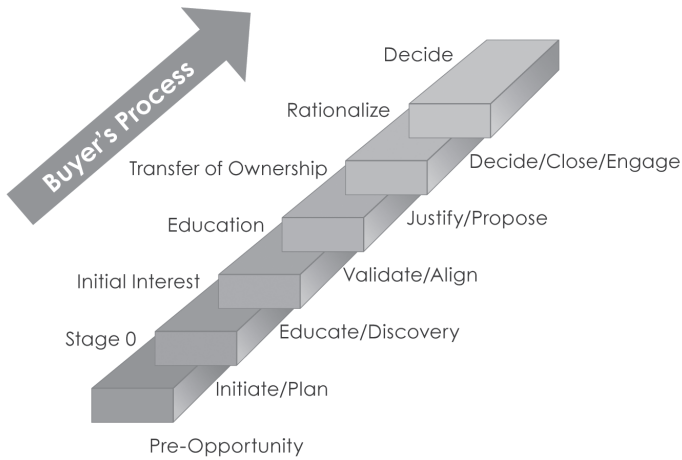 Buyer's Process
Decide
Rationalize
Transfer of Ownership
Decide/Close/Engage
Education
Justify/Propose
Initial Interest
Validate/Align
Stage 0
Educate/Discovery
Initiate/Plan
Pre-Opportunity